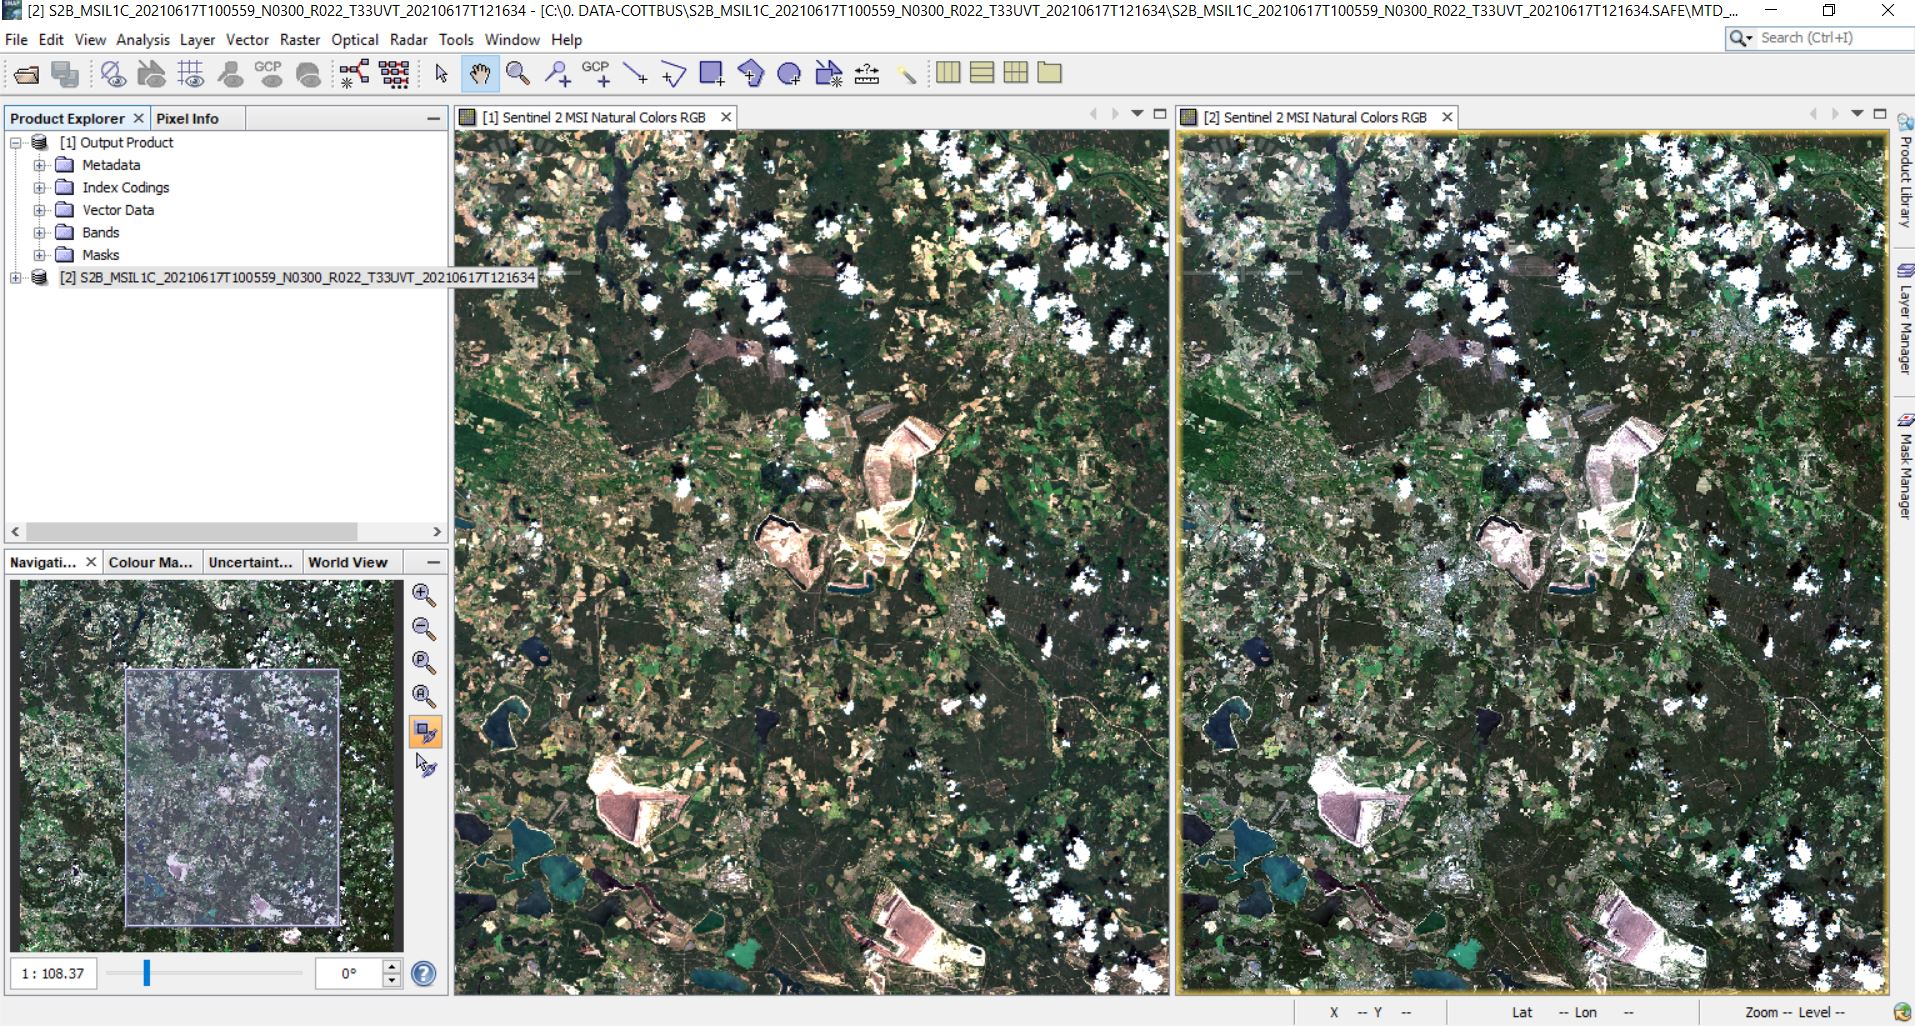 SNAP
[2] S2B_MSIL1C_20210617T100559_N0300_R022_T33UVT_20210617T121634 - [C:\0. DATA-COTTBUS\S2B_MSIL1C_20210617T100559_N0300_R022_T33UVT_20210617T121634\S2B_MSIL1C_20210617T100559_N0300_R022_T33UVT_20210617T121634.SAFE\MTD_...
File Edit View Analysis Layer Vector Raster Optical Radar Tools Window Help
Search (Ctrl+I)
GCP
GCP
Product Explorer
Pixel Info
[1] Sentinel 2 MSI Natural Colors RGB
[2] Sentinel 2 MSI Natural Colors RGB
[1] Output Product
Metadata
Index Codings
Vector Data
Bands
Masks
[2] S2B_MSIL1C_20210617T100559_N0300_R022_T33UVT_20210617T121634
Product Library
Layer Manager
Mask Manager
Navigati...
Colour Ma...
Uncertaint...
World View
1 : 108.37
0°
X -- Y --
Lat -- Lon --
Zoom -- Level --